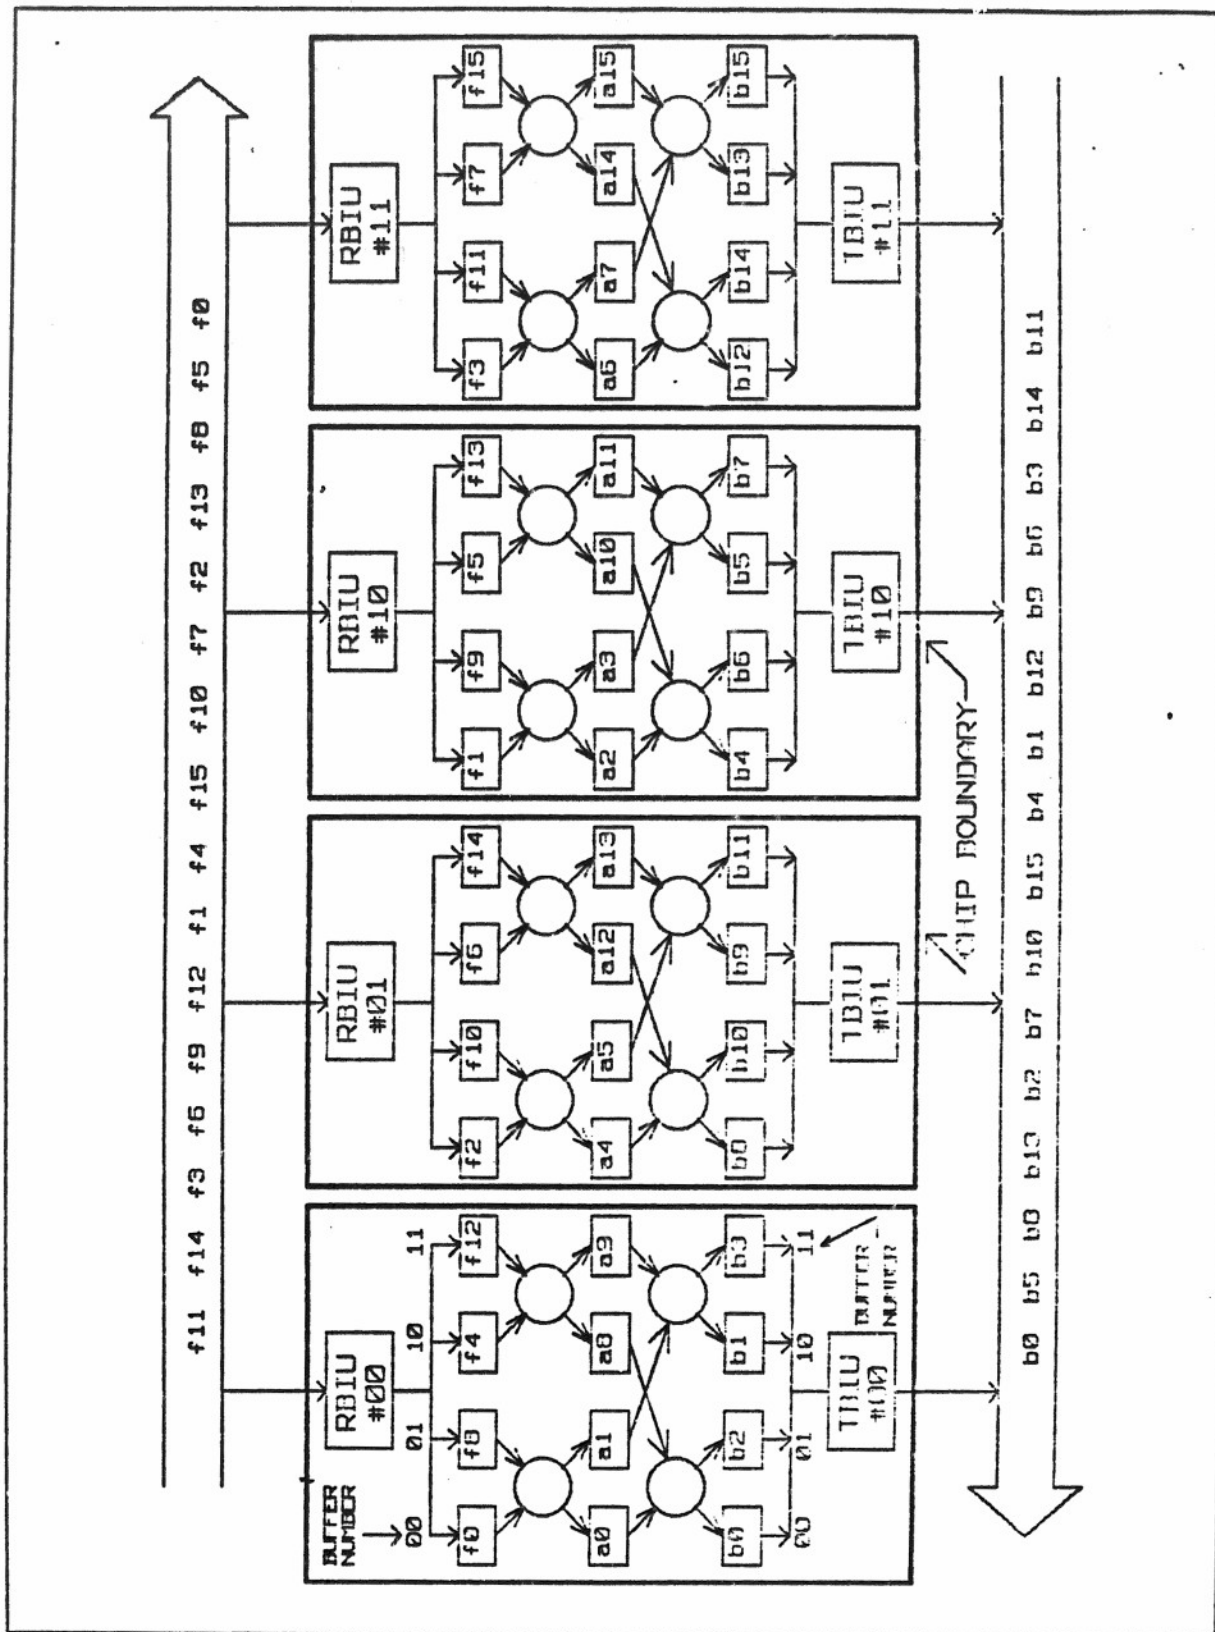 f11 f14 f3 f6 f9 f12 f1 f4 f15 f10 f7 f2 f13 f8 f5 f0
BUFFER
NUMBER
RBIU
#00
RBIU
#01
RBIU
#10
RBIU
#11
00 01 10 11
f0 f8 f4 f12
f2 f10 f6 f14
f1 f9 f5 f13
f3 f11 f7 f15
a0 a1 a8 a9
a4 a5 a12 a13
a2 a3 a10 a11
a6 a7 a14 a15
b0 b2 b1 b3
b8 b10 b9 b11
b4 b6 b5 b7
b12 b14 b13 b15
00 01 10 11
BUFFER
NUMBER
TBIU
#00
TBIU
#01
TBIU
#10
TBIU
#11
CHIP BOUNDARY
b0 b5 b8 b13 b2 b7 b10 b15 b4 b1 b12 b9 b6 b3 b14 b11